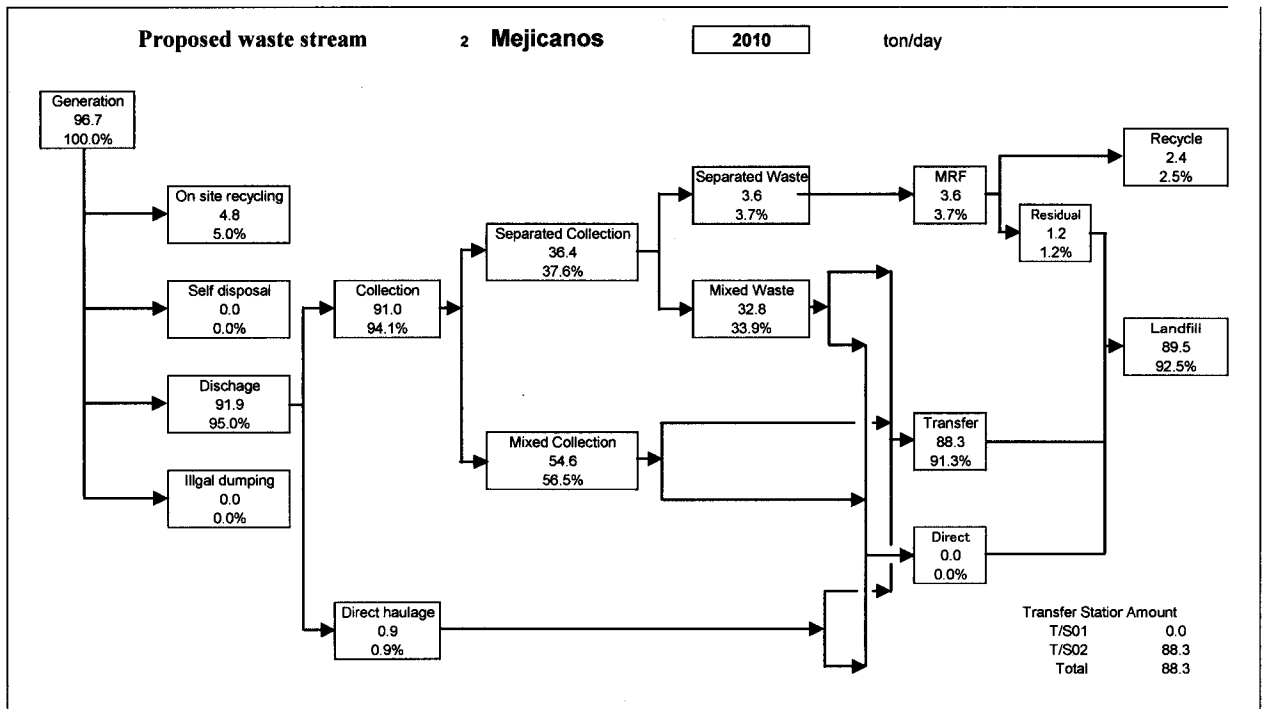 Proposed waste stream 2 Mejicanos 2010 ton/day
Generation
96.7
100.0%
On site recycling
4.8
5.0%
Self disposal
0.0
0.0%
Dischage
91.9
95.0%
Illgal dumping
0.0
0.0%
Collection
91.0
94.1%
Direct haulage
0.9
0.9%
Separated Collection
36.4
37.6%
Mixed Collection
54.6
56.5%
Separated Waste
3.6
3.7%
Mixed Waste
32.8
33.9%
MRF
3.6
3.7%
Residual
1.2
1.2%
Recycle
2.4
2.5%
Landfill
89.5
92.5%
Transfer
88.3
91.3%
Direct
0.0
0.0%
Transfer Statior Amount
T/S01 0.0
T/S02 88.3
Total 88.3